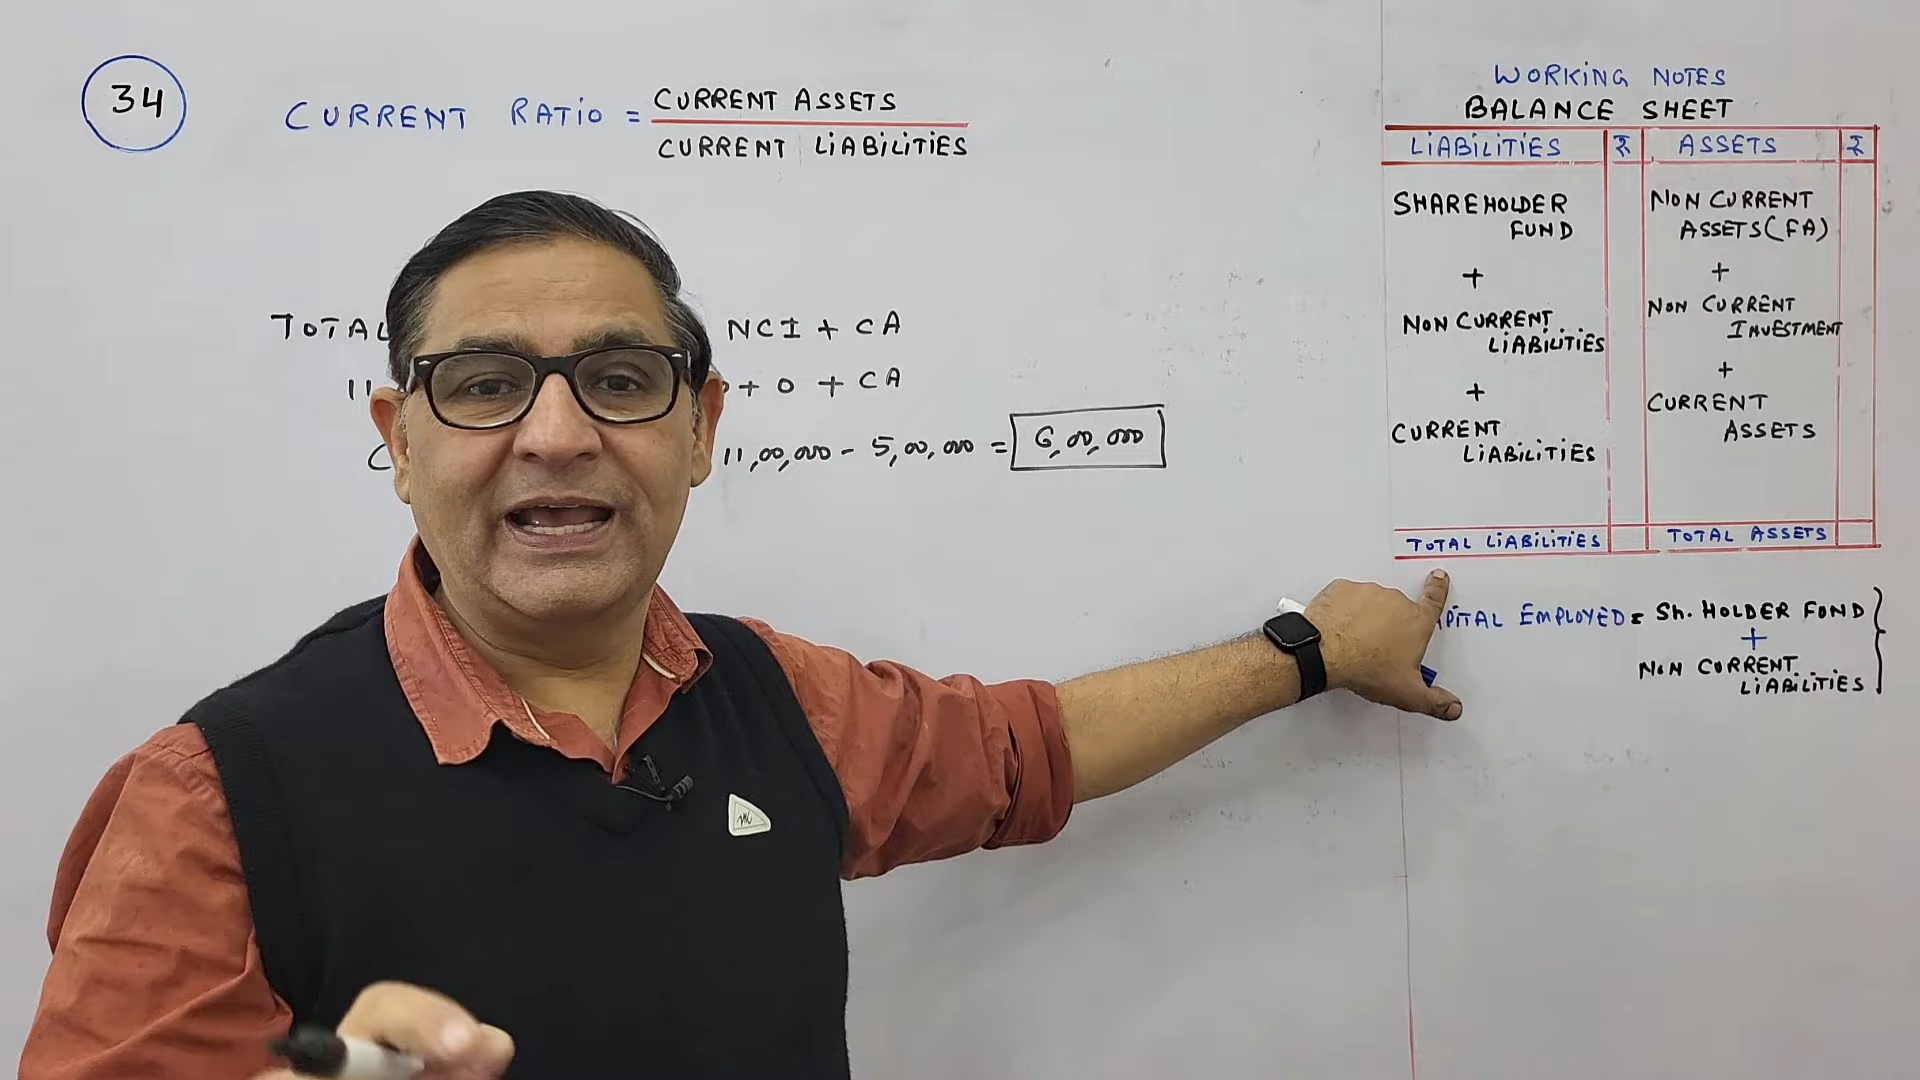 34
CURRENT RATIO = CURRENT ASSETS
CURRENT LIABILITIES
TOTAL NCI + CA
11 + 0 + CA
C 11,00,000 - 5,00,000 = 6,00,000
WORKING NOTES
BALANCE SHEET
LIABILITIES ₹ ASSETS ₹
SHAREHOLDER
FUND
+
NON CURRENT
LIABILITIES
+
CURRENT
LIABILITIES
NON CURRENT
ASSETS (FA)
+
NON CURRENT
INVESTMENT
+
CURRENT
ASSETS
TOTAL LIABILITIES TOTAL ASSETS
PITAL EMPLOYED = SH. HOLDER FUND
+
NON CURRENT
LIABILITIES